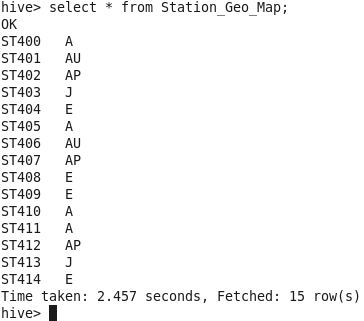 hive> select * from Station_Geo_Map;
OK
ST400   A
ST401   AU
ST402   AP
ST403   J
ST404   E
ST405   A
ST406   AU
ST407   AP
ST408   E
ST409   E
ST410   A
ST411   A
ST412   AP
ST413   J
ST414   E
Time taken: 2.457 seconds, Fetched: 15 row(s)
hive>